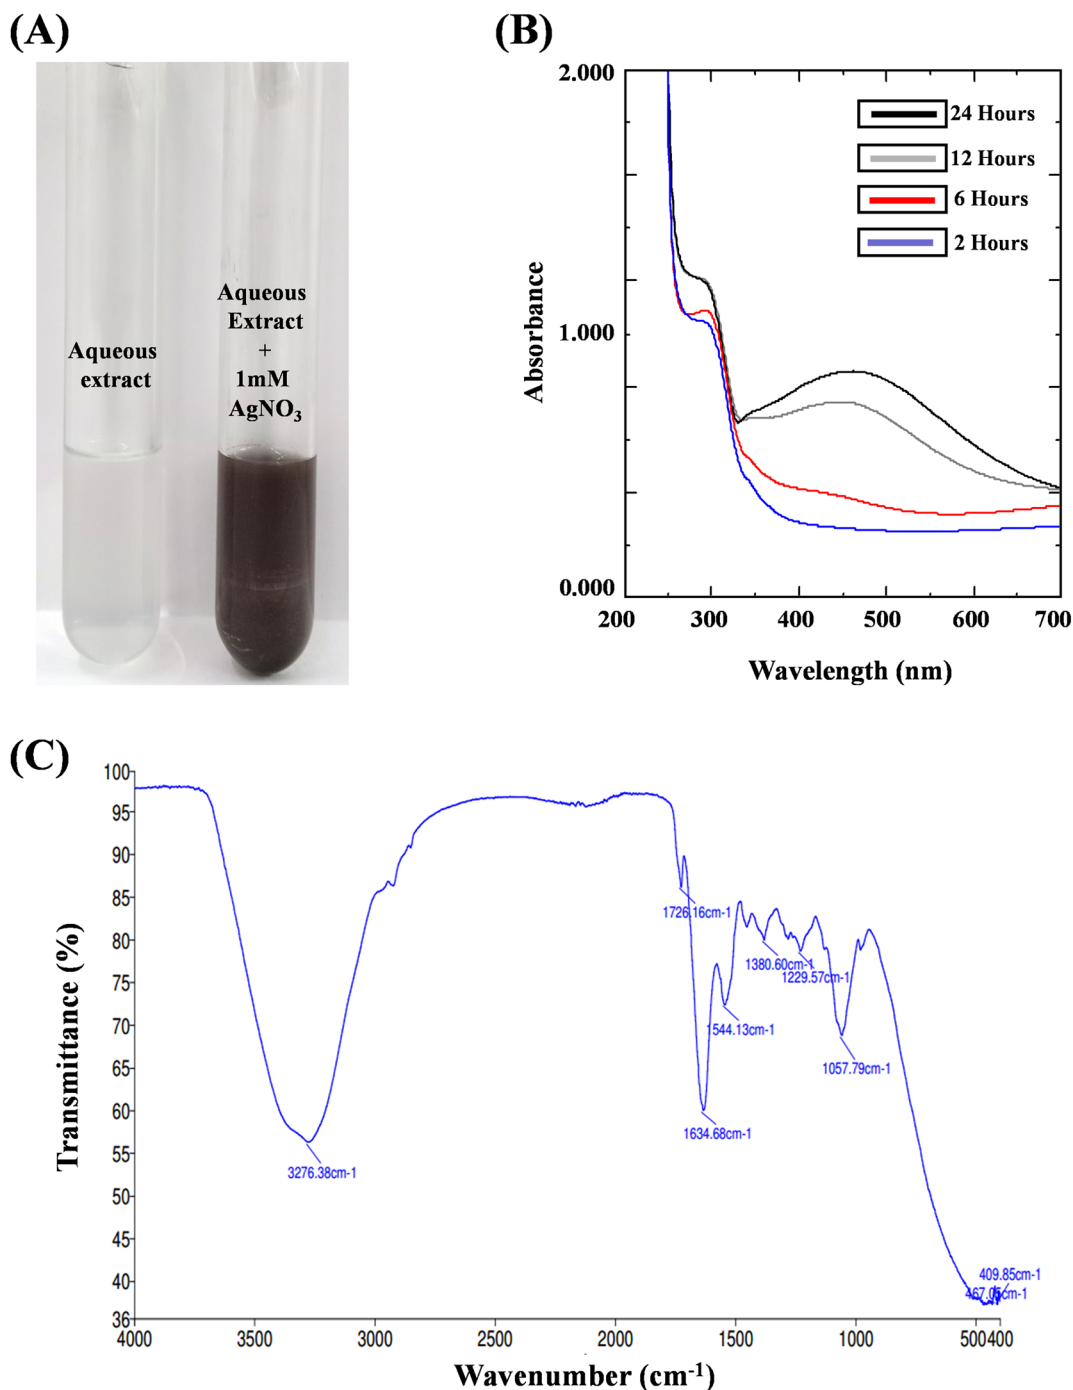 (A)
Aqueous
extract
Aqueous
Extract
+
1mM
AgNO₃
(B)
2.000
1.000
0.000
Absorbance
24 Hours
12 Hours
6 Hours
2 Hours
200 300 400 500 600 700
Wavelength (nm)
(C)
100
95
90
85
80
75
70
65
60
55
50
45
40
36
Transmittance (%)
3276.38cm-1
1726.16cm-1
1634.68cm-1
1544.13cm-1
1380.60cm-1
1229.57cm-1
1057.79cm-1
409.85cm-1
467.05cm-1
4000 3500 3000 2500 2000 1500 1000 500400
Wavenumber (cm⁻¹)